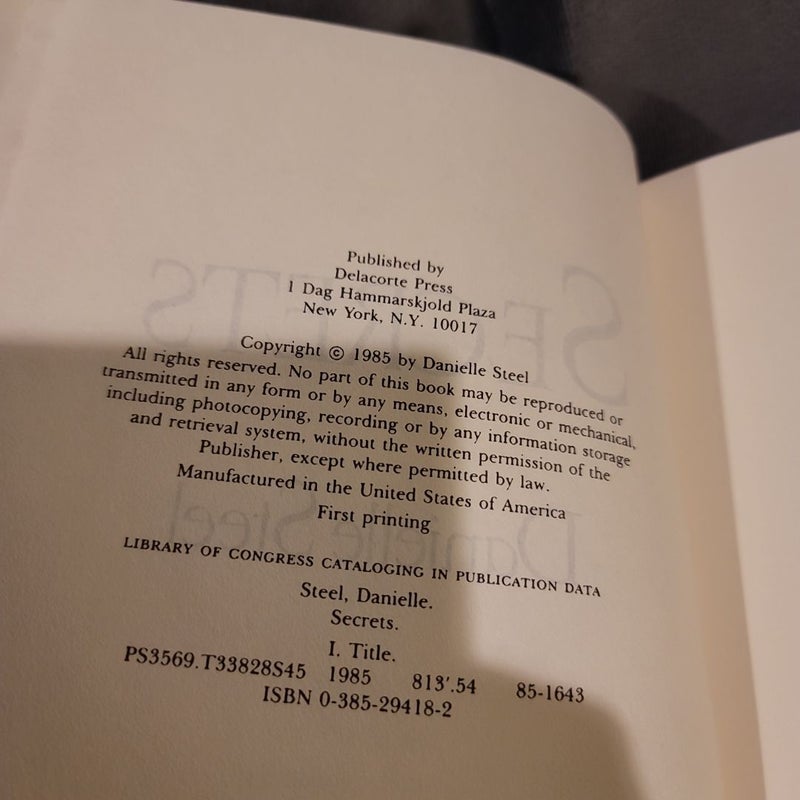 Published by
Delacorte Press
1 Dag Hammarskjold Plaza
New York, N.Y. 10017
Copyright © 1985 by Danielle Steel
All rights reserved. No part of this book may be reproduced or
transmitted in any form or by any means, electronic or mechanical,
including photocopying, recording or by any information storage
and retrieval system, without the written permission of the
Publisher, except where permitted by law.
Manufactured in the United States of America
First printing
LIBRARY OF CONGRESS CATALOGING IN PUBLICATION DATA
Steel, Danielle.
Secrets.
I. Title.
PS3569.T33828S45 1985 813'.54 85-1643
ISBN 0-385-29418-2
SECRETS
Danielle Steel